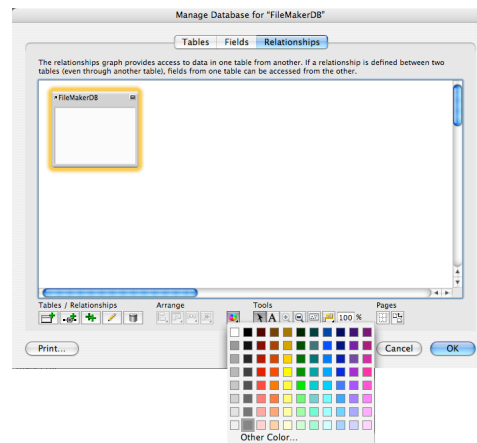 Manage Database for "FileMakerDB"
Tables Fields Relationships
The relationships graph provides access to data in one table from another. If a relationship is defined between two
tables (even through another table), fields from one table can be accessed from the other.
FileMakerDB
Tables / Relationships Arrange Tools Pages
A 100 %
Print... Cancel OK
Other Color...